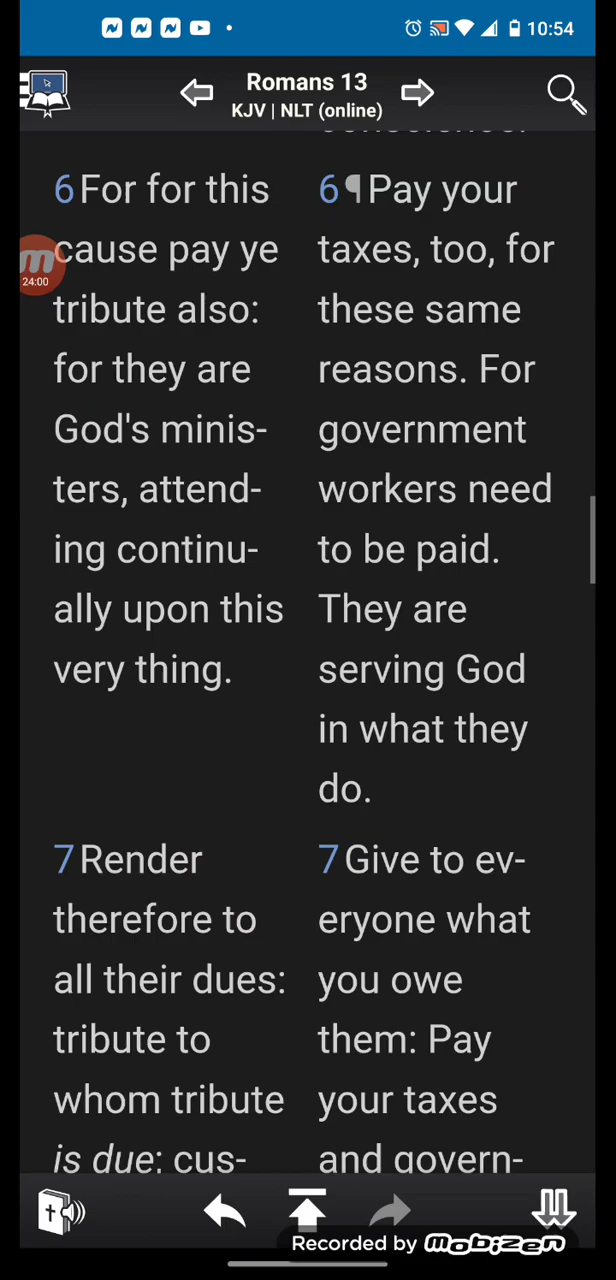 10:54
Romans 13
KJV | NLT (online)
conscience.
6 For for this
cause pay ye
tribute also:
for they are
God's minis-
ters, attend-
ing continu-
ally upon this
very thing.
6 ¶Pay your
taxes, too, for
these same
reasons. For
government
workers need
to be paid.
They are
serving God
in what they
do.
7 Render
therefore to
all their dues:
tribute to
whom tribute
is due: cus-
7 Give to ev-
eryone what
you owe
them: Pay
your taxes
and govern-
24:00
Recorded by mobizen